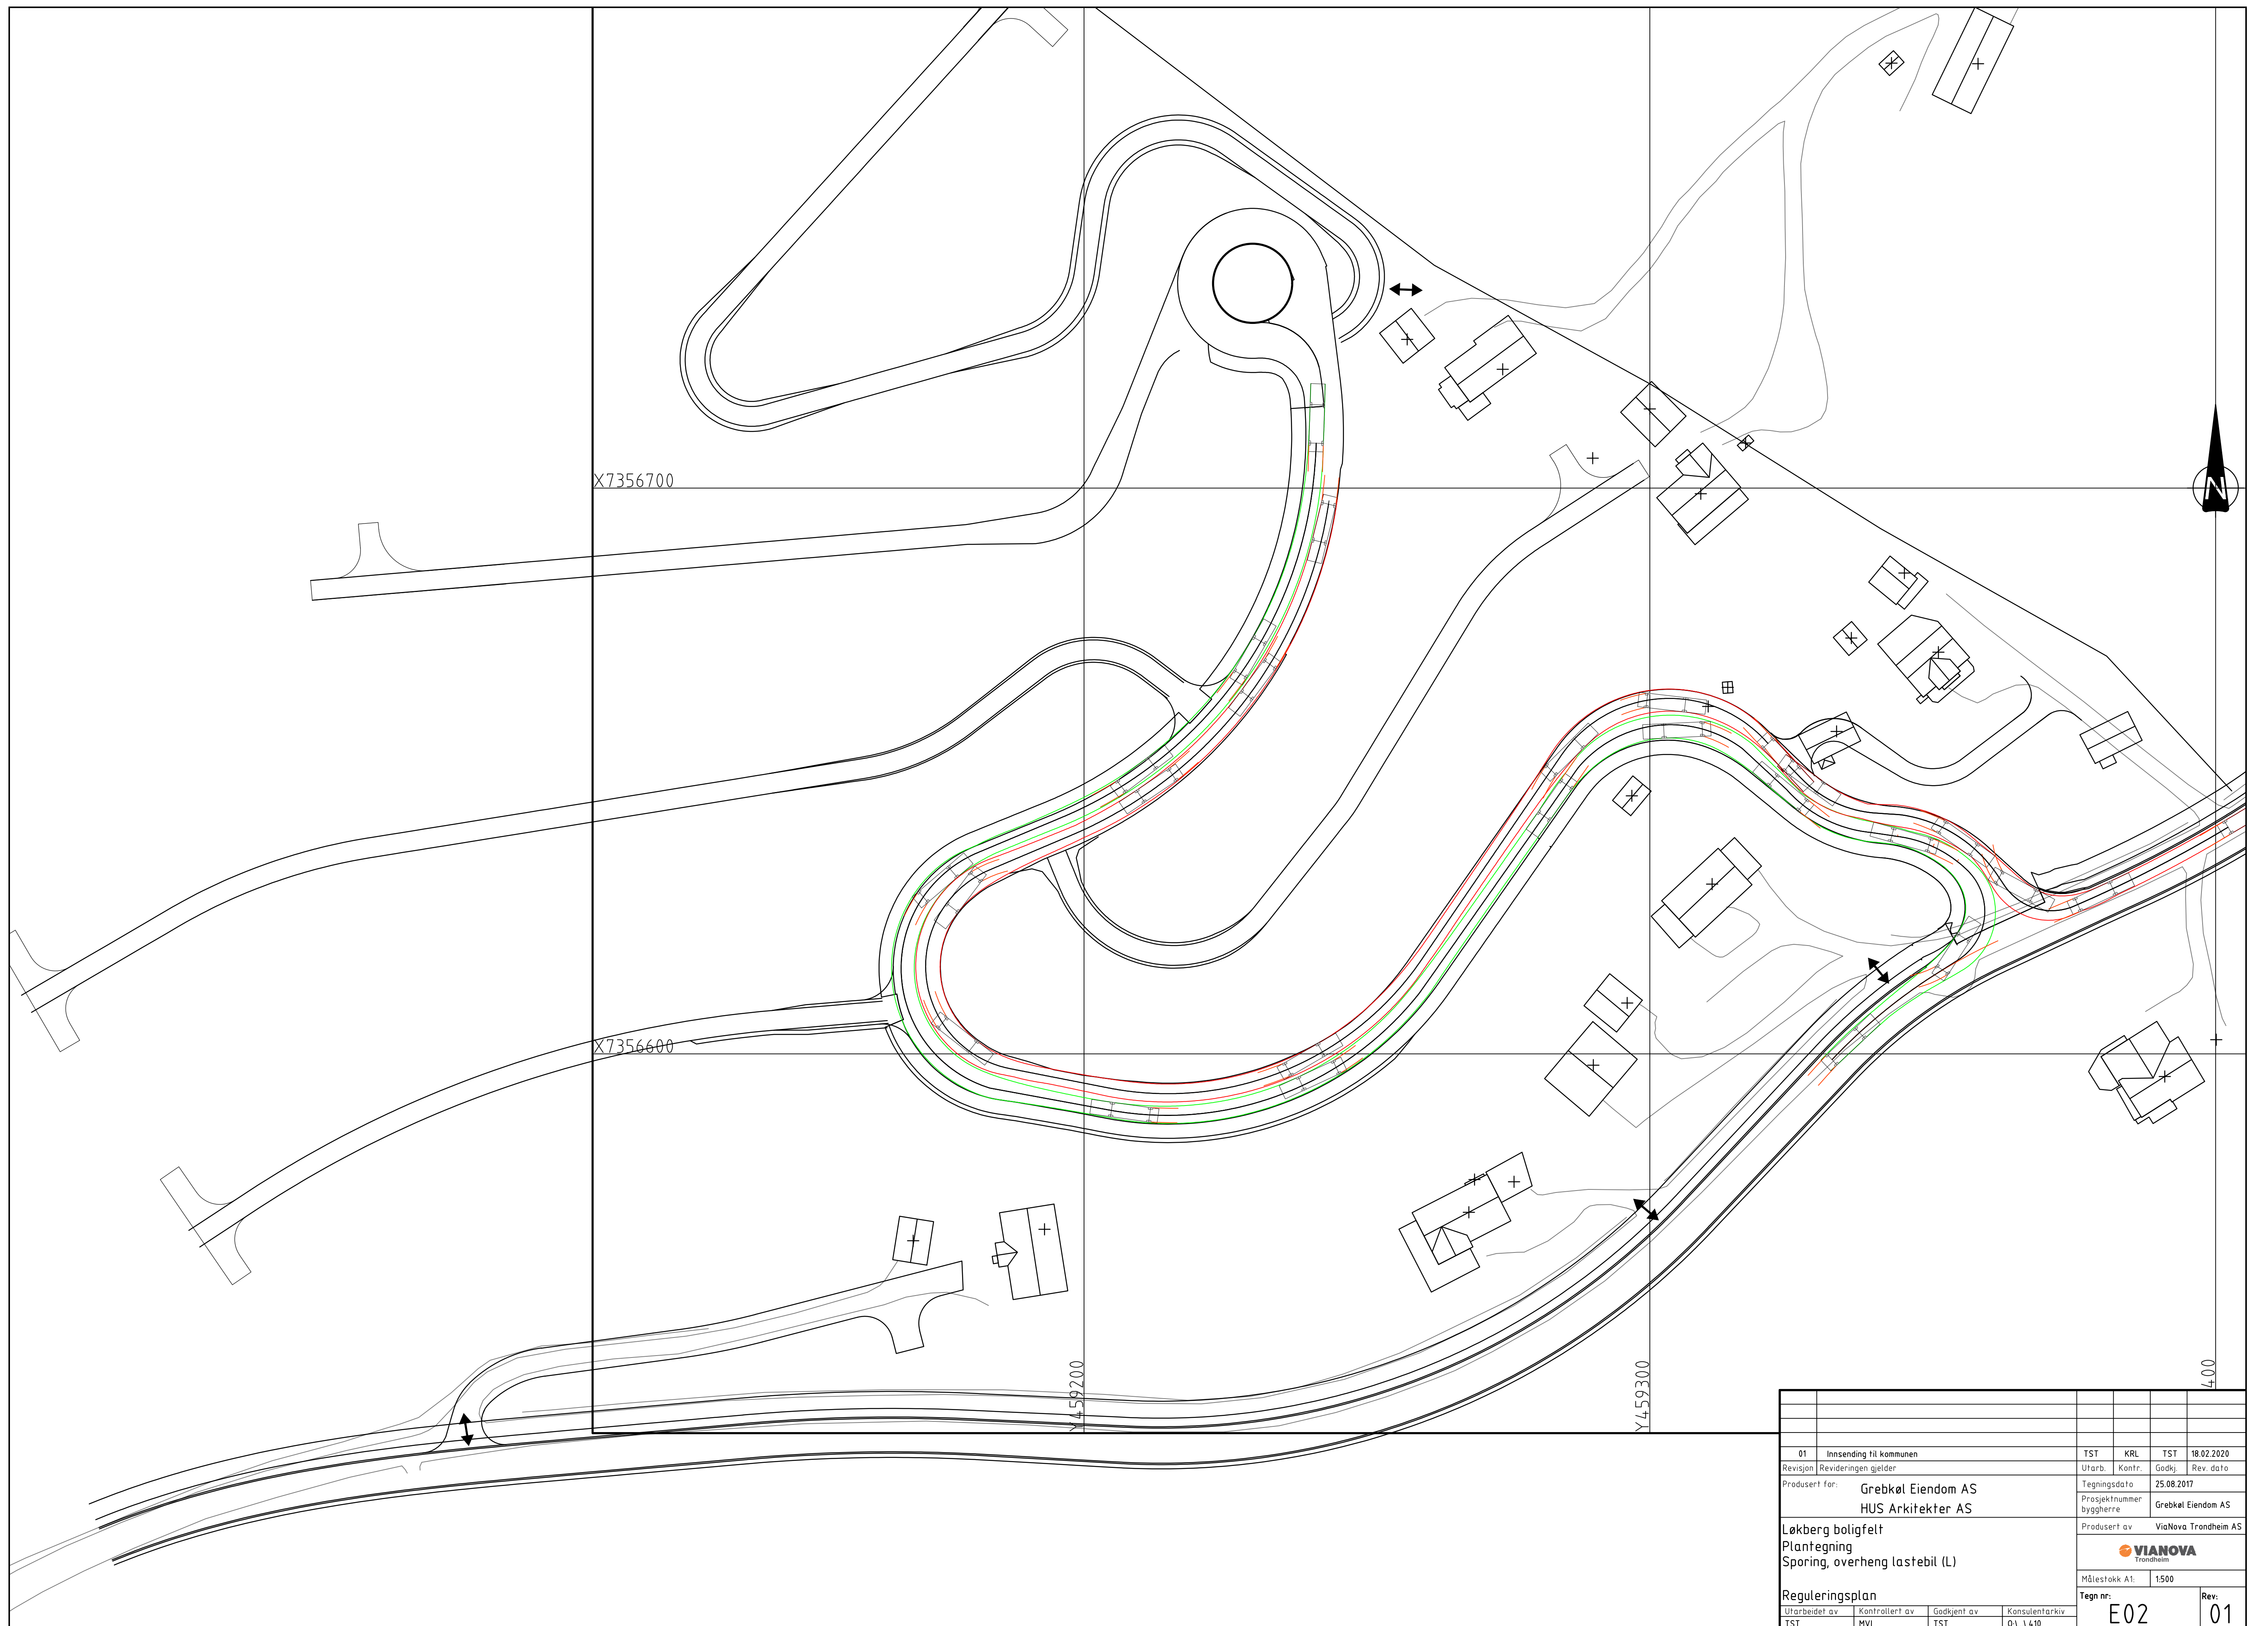 X7356700
N
X7356600
Y459200
Y459300
400
01 Innsending til kommunen TST KRL TST 18.02.2020
Revisjon Revideringen gjelder Utarb. Kontr. Godkj. Rev. dato
Produsert for: Grebkøl Eiendom AS
HUS Arkitekter AS
Tegningsdato 25.08.2017
Prosjektnummer
byggherre Grebkøl Eiendom AS
Produsert av ViaNova Trondheim AS
Løkberg boligfelt
Plantegning
Sporing, overheng lastebil (L)
VIANOVA
Trondheim
Målestokk A1: 1:500
Reguleringsplan
Tegn nr: Rev:
E02 01
Utarbeidet av Kontrollert av Godkjent av Konsulentarkiv
TST MVL TST